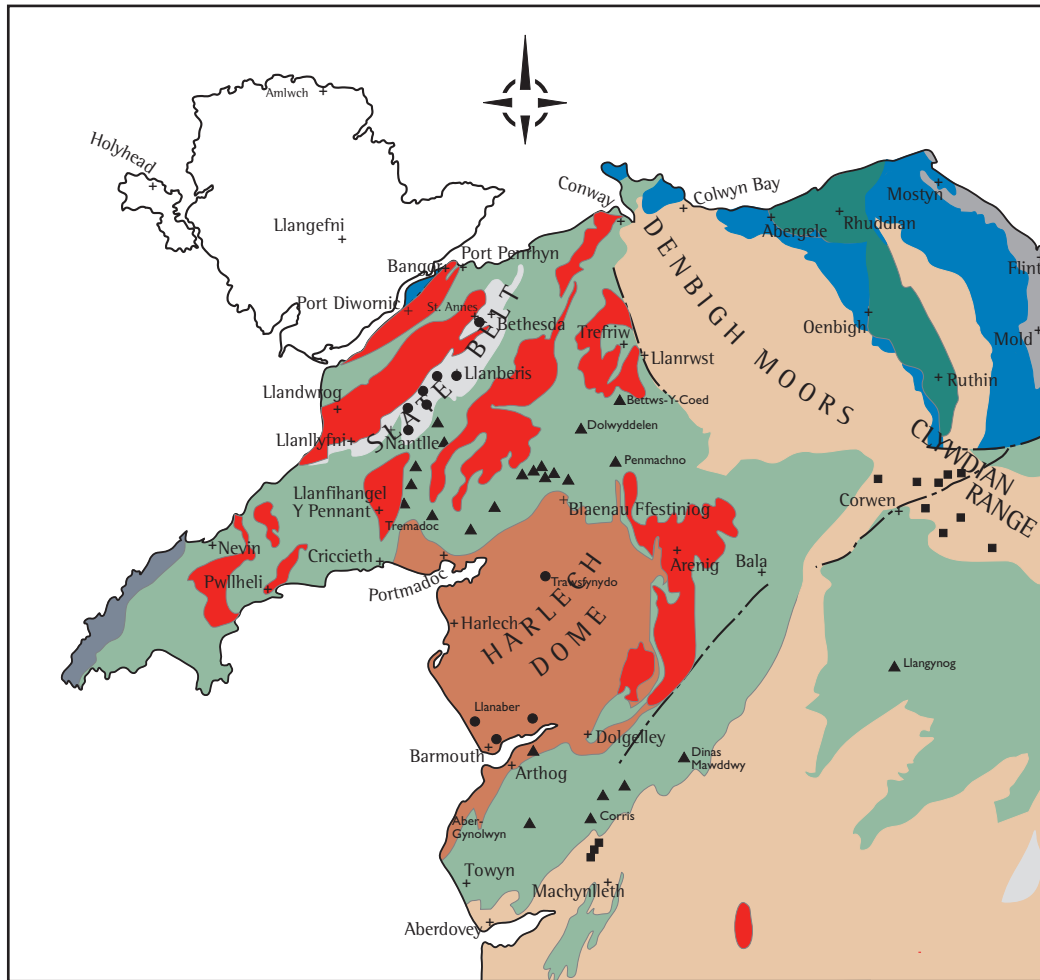 Amlwch
Holyhead
Llangefni
Conway
Colwyn Bay
Mostyn
Abergele
Rhuddlan
Flint
Bangor
Port Penrhyn
Port Diwornic
St. Annes
Bethesda
DENBIGH MOORS
Oenbigh
Mold
Trefriw
Llanrwst
Llanberis
SLATE BELT
Ruthin
Llandwrog
Bettws-Y-Coed
Dolwyddelen
Llanllyfni
Nantlle
Penmachno
CLYWDIAN
RANGE
Corwen
Llanfihangel
Y Pennant
Tremadoc
Blaenau Ffestiniog
Nevin
Criccieth
Arenig
Bala
Pwllheli
Portmadoc
Trawsfynydo
Harlech
HARLECH
DOME
Llangynog
Llanaber
Barmouth
Dolgelley
Dinas
Mawddwy
Arthog
Aber-
Gynolwyn
Corris
Towyn
Machynlleth
Aberdovey